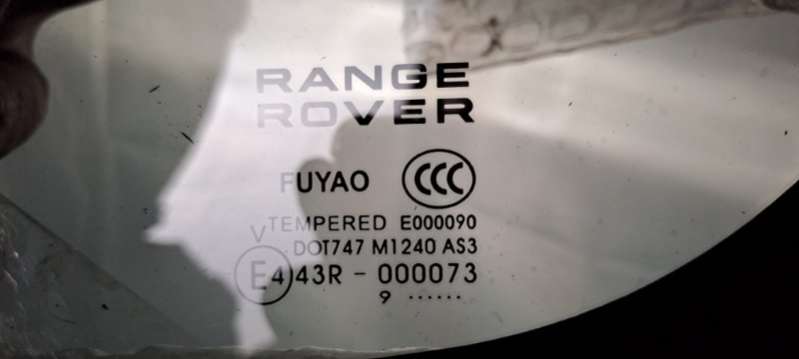 RANGE
ROVER
FUYAO CCC
TEMPERED E000090
V
DOT747 M1240 AS3
E4 43R - 000073
9 ......